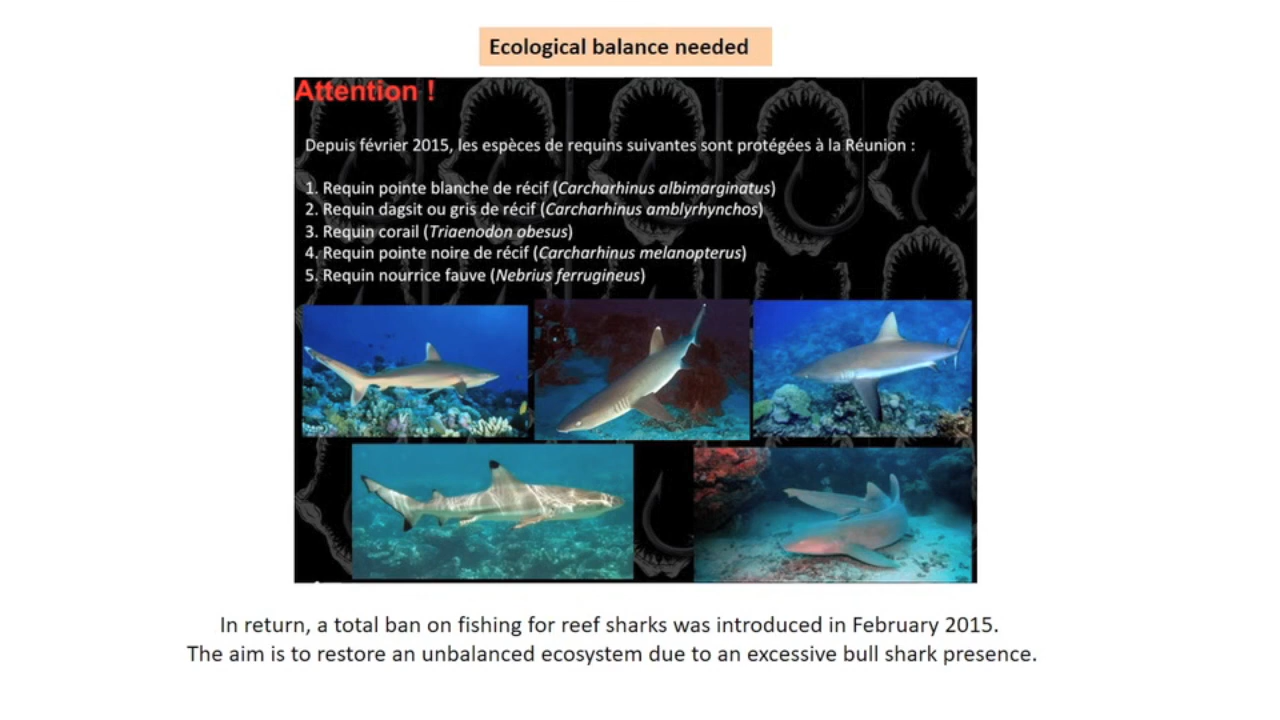 Ecological balance needed
Attention !
Depuis février 2015, les espèces de requins suivantes sont protégées à la Réunion :
1. Requin pointe blanche de récif (Carcharhinus albimarginatus)
2. Requin dagsit ou gris de récif (Carcharhinus amblyrhynchos)
3. Requin corail (Triaenodon obesus)
4. Requin pointe noire de récif (Carcharhinus melanopterus)
5. Requin nourrice fauve (Nebrius ferrugineus)
In return, a total ban on fishing for reef sharks was introduced in February 2015.
The aim is to restore an unbalanced ecosystem due to an excessive bull shark presence.